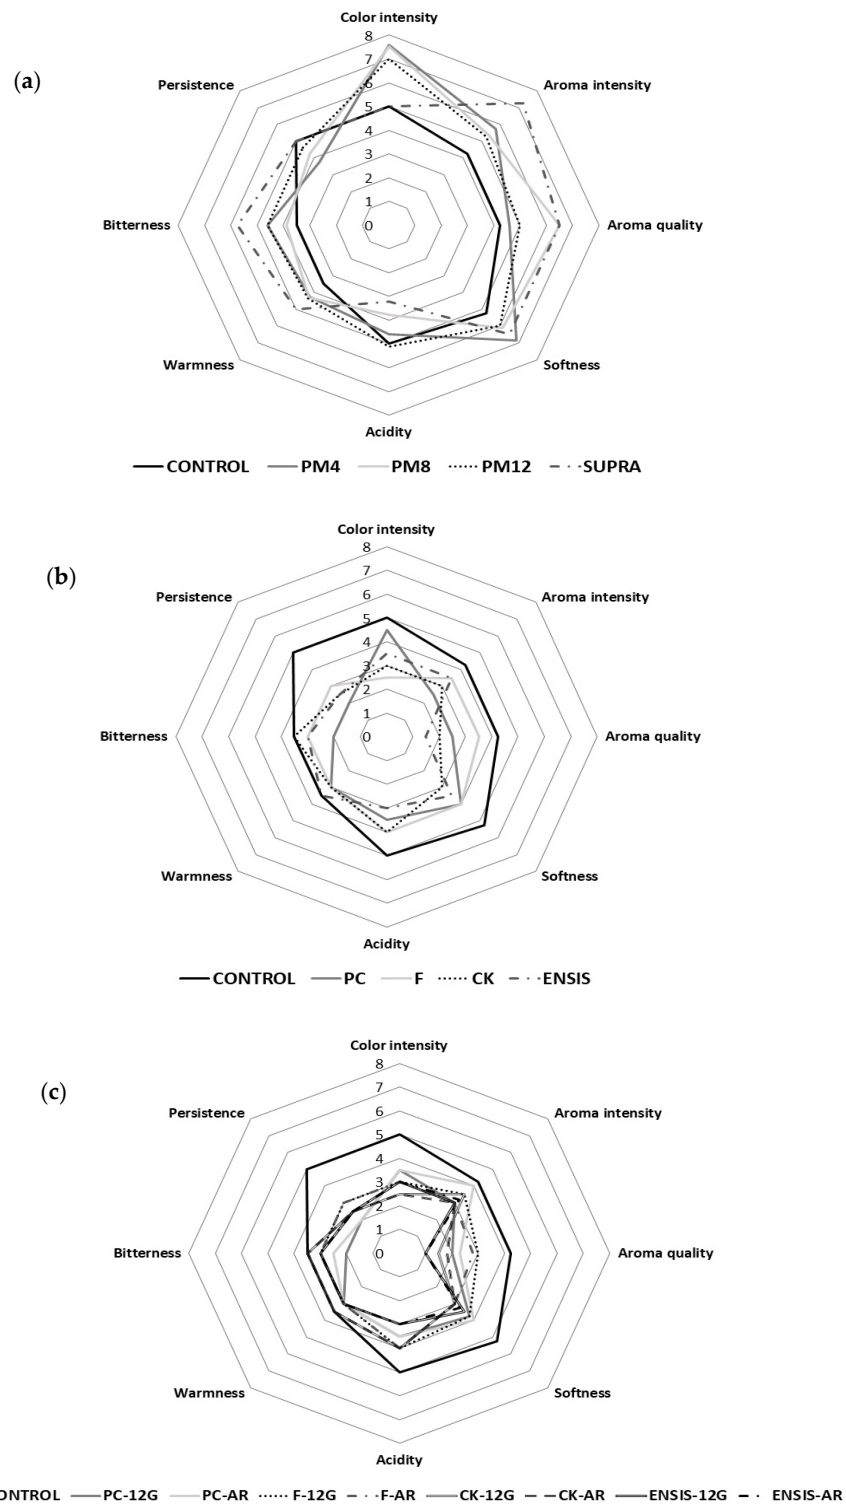 Color intensity
8
(a)
Persistence
Aroma intensity
7
6
5
4
3
2
1
Bitterness
0
Aroma quality
Warmness
Softness
Acidity
CONTROL PM4 PM8 PM12 SUPRA
Color intensity
8
(b)
7
Persistence
Aroma intensity
6
5
4
3
2
1
Bitterness
0
Aroma quality
Warmness
Softness
Acidity
CONTROL PC F CK ENSIS
Color intensity
8
(c)
7
Persistence
Aroma intensity
6
5
4
3
2
1
Bitterness
0
Aroma quality
Warmness
Softness
Acidity
ONTROL PC-12G PC-AR F-12G F-AR CK-12G CK-AR ENSIS-12G ENSIS-AR